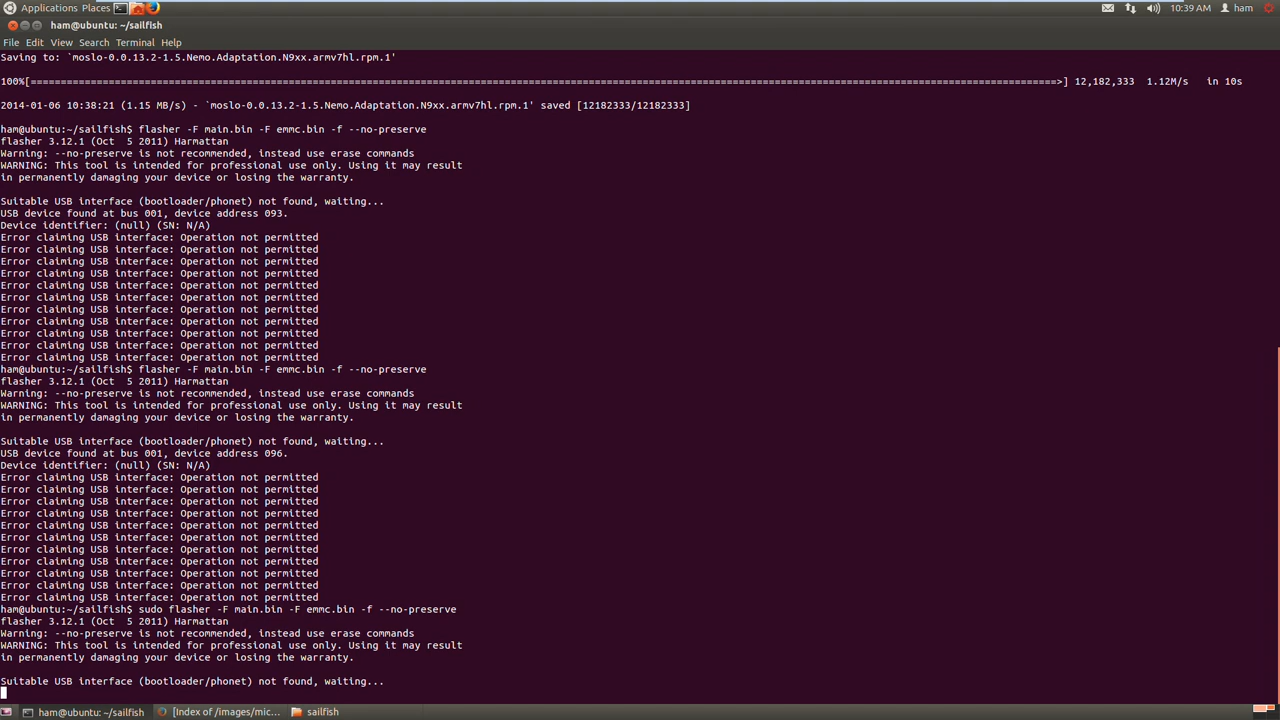 Applications Places
10:39 AM ham
ham@ubuntu: ~/sailfish
File Edit View Search Terminal Help
Saving to: `moslo-0.0.13.2-1.5.Nemo.Adaptation.N9xx.armv7hl.rpm.1'
100%[======================================================================================================================================================================>] 12,182,333 1.12M/s in 10s
2014-01-06 10:38:21 (1.15 MB/s) - `moslo-0.0.13.2-1.5.Nemo.Adaptation.N9xx.armv7hl.rpm.1' saved [12182333/12182333]
ham@ubuntu:~/sailfish$ flasher -F main.bin -F emmc.bin -f --no-preserve
flasher 3.12.1 (Oct  5 2011) Harmattan
Warning: --no-preserve is not recommended, instead use erase commands
WARNING: This tool is intended for professional use only. Using it may result
in permanently damaging your device or losing the warranty.
Suitable USB interface (bootloader/phonet) not found, waiting...
USB device found at bus 001, device address 093.
Device identifier: (null) (SN: N/A)
Error claiming USB interface: Operation not permitted
Error claiming USB interface: Operation not permitted
Error claiming USB interface: Operation not permitted
Error claiming USB interface: Operation not permitted
Error claiming USB interface: Operation not permitted
Error claiming USB interface: Operation not permitted
Error claiming USB interface: Operation not permitted
Error claiming USB interface: Operation not permitted
Error claiming USB interface: Operation not permitted
Error claiming USB interface: Operation not permitted
Error claiming USB interface: Operation not permitted
ham@ubuntu:~/sailfish$ flasher -F main.bin -F emmc.bin -f --no-preserve
flasher 3.12.1 (Oct  5 2011) Harmattan
Warning: --no-preserve is not recommended, instead use erase commands
WARNING: This tool is intended for professional use only. Using it may result
in permanently damaging your device or losing the warranty.
Suitable USB interface (bootloader/phonet) not found, waiting...
USB device found at bus 001, device address 096.
Device identifier: (null) (SN: N/A)
Error claiming USB interface: Operation not permitted
Error claiming USB interface: Operation not permitted
Error claiming USB interface: Operation not permitted
Error claiming USB interface: Operation not permitted
Error claiming USB interface: Operation not permitted
Error claiming USB interface: Operation not permitted
Error claiming USB interface: Operation not permitted
Error claiming USB interface: Operation not permitted
Error claiming USB interface: Operation not permitted
Error claiming USB interface: Operation not permitted
Error claiming USB interface: Operation not permitted
ham@ubuntu:~/sailfish$ sudo flasher -F main.bin -F emmc.bin -f --no-preserve
flasher 3.12.1 (Oct  5 2011) Harmattan
Warning: --no-preserve is not recommended, instead use erase commands
WARNING: This tool is intended for professional use only. Using it may result
in permanently damaging your device or losing the warranty.
Suitable USB interface (bootloader/phonet) not found, waiting...
ham@ubuntu: ~/sailfish [Index of /images/mic... sailfish